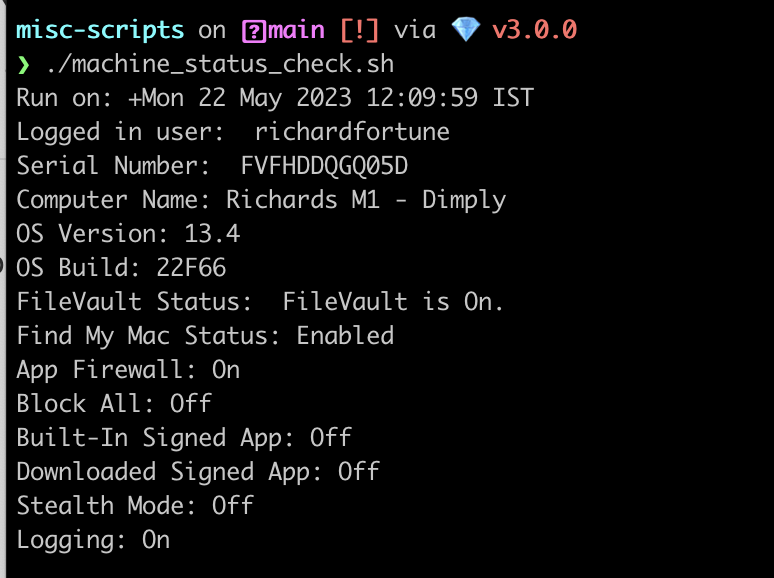 misc-scripts on [?]main [!] via 💎 v3.0.0
❯ ./machine_status_check.sh
Run on: +Mon 22 May 2023 12:09:59 IST
Logged in user:  richardfortune
Serial Number:  FVFHDDQGQ05D
Computer Name: Richards M1 - Dimply
OS Version: 13.4
OS Build: 22F66
FileVault Status:  FileVault is On.
Find My Mac Status: Enabled
App Firewall: On
Block All: Off
Built-In Signed App: Off
Downloaded Signed App: Off
Stealth Mode: Off
Logging: On